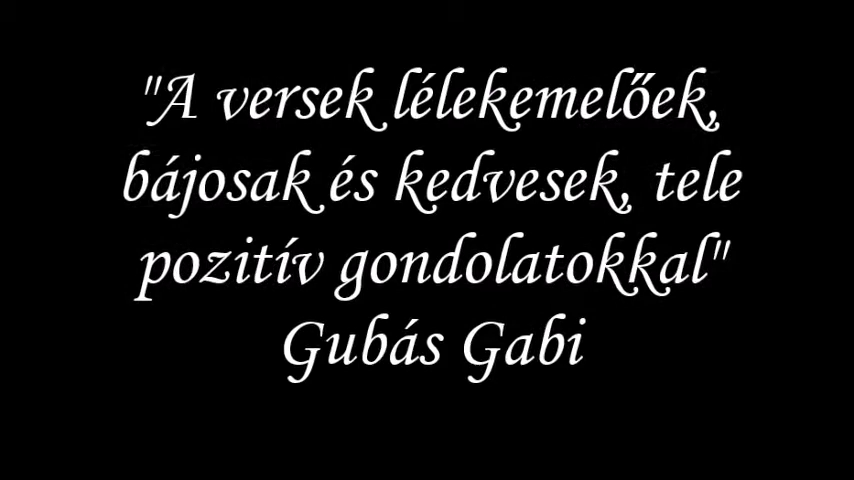 "A versek lélekemelőek,
bájosak és kedvesek, tele
pozitív gondolatokkal"
Gubás Gabi